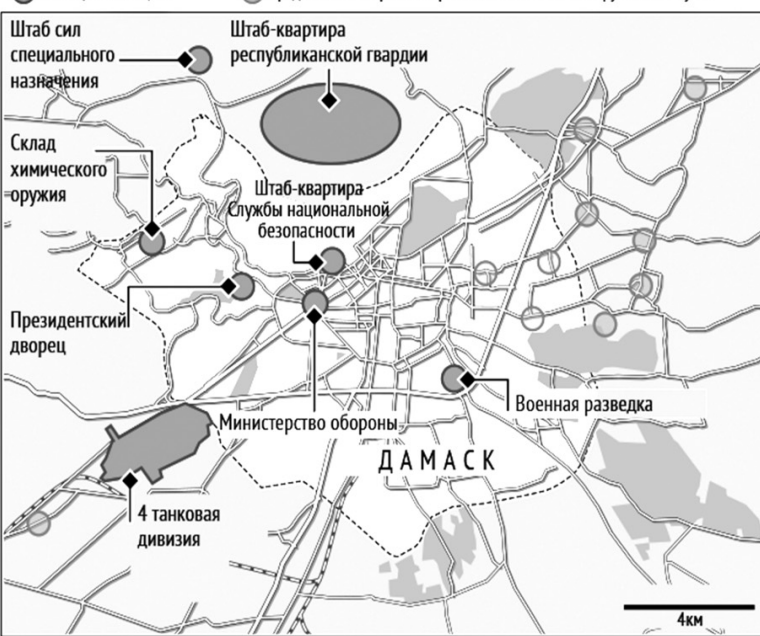 Штаб сил
специального
назначения
Штаб-квартира
республиканской гвардии
Склад
химического
оружия
Штаб-квартира
Службы национальной
безопасности
Президентский
дворец
Министерство обороны
Военная разведка
ДАМАСК
4 танковая
дивизия
4км